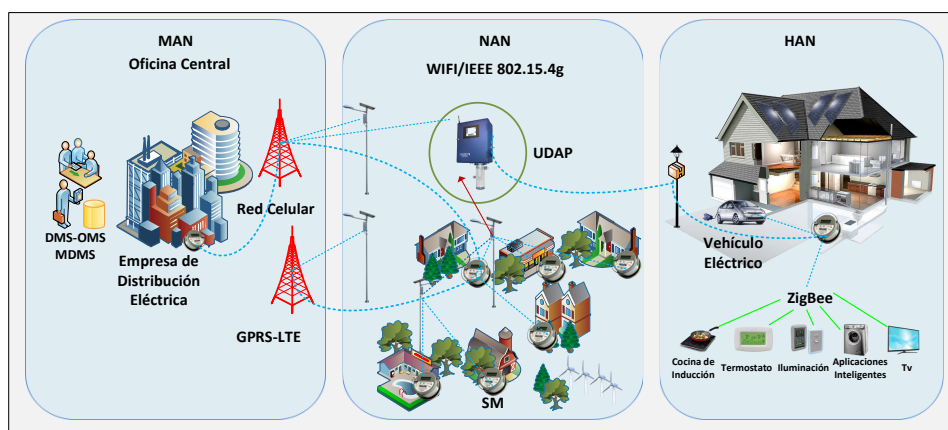 MAN
Oficina Central
DMS-OMS
MDMS
Empresa de
Distribución
Eléctrica
Red Celular
GPRS-LTE
NAN
WIFI/IEEE 802.15.4g
UDAP
SM
HAN
Vehículo
Eléctrico
ZigBee
Cocina de
Inducción
Termostato
Iluminación
Aplicaciones
Inteligentes
Tv